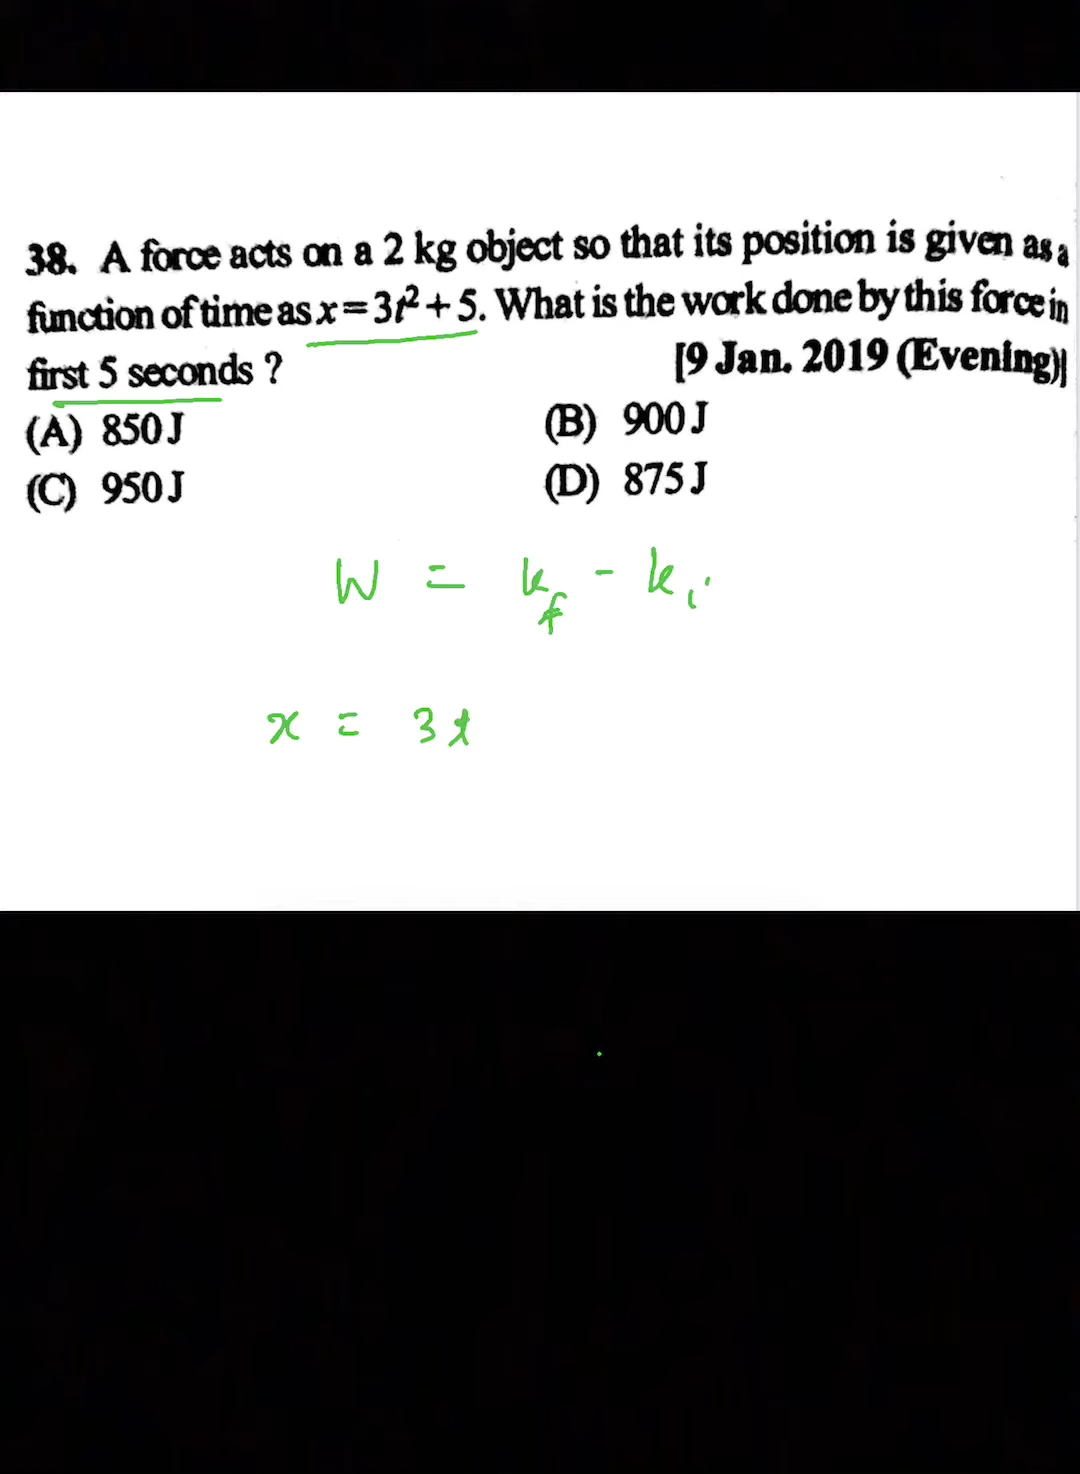 38. A force acts on a 2 kg object so that its position is given as a
function of time as x = 3t² + 5. What is the work done by this force in
first 5 seconds ?
[9 Jan. 2019 (Evening)]
(A) 850 J
(B) 900 J
(C) 950 J
(D) 875 J
W = k_f - k_i
x = 3t